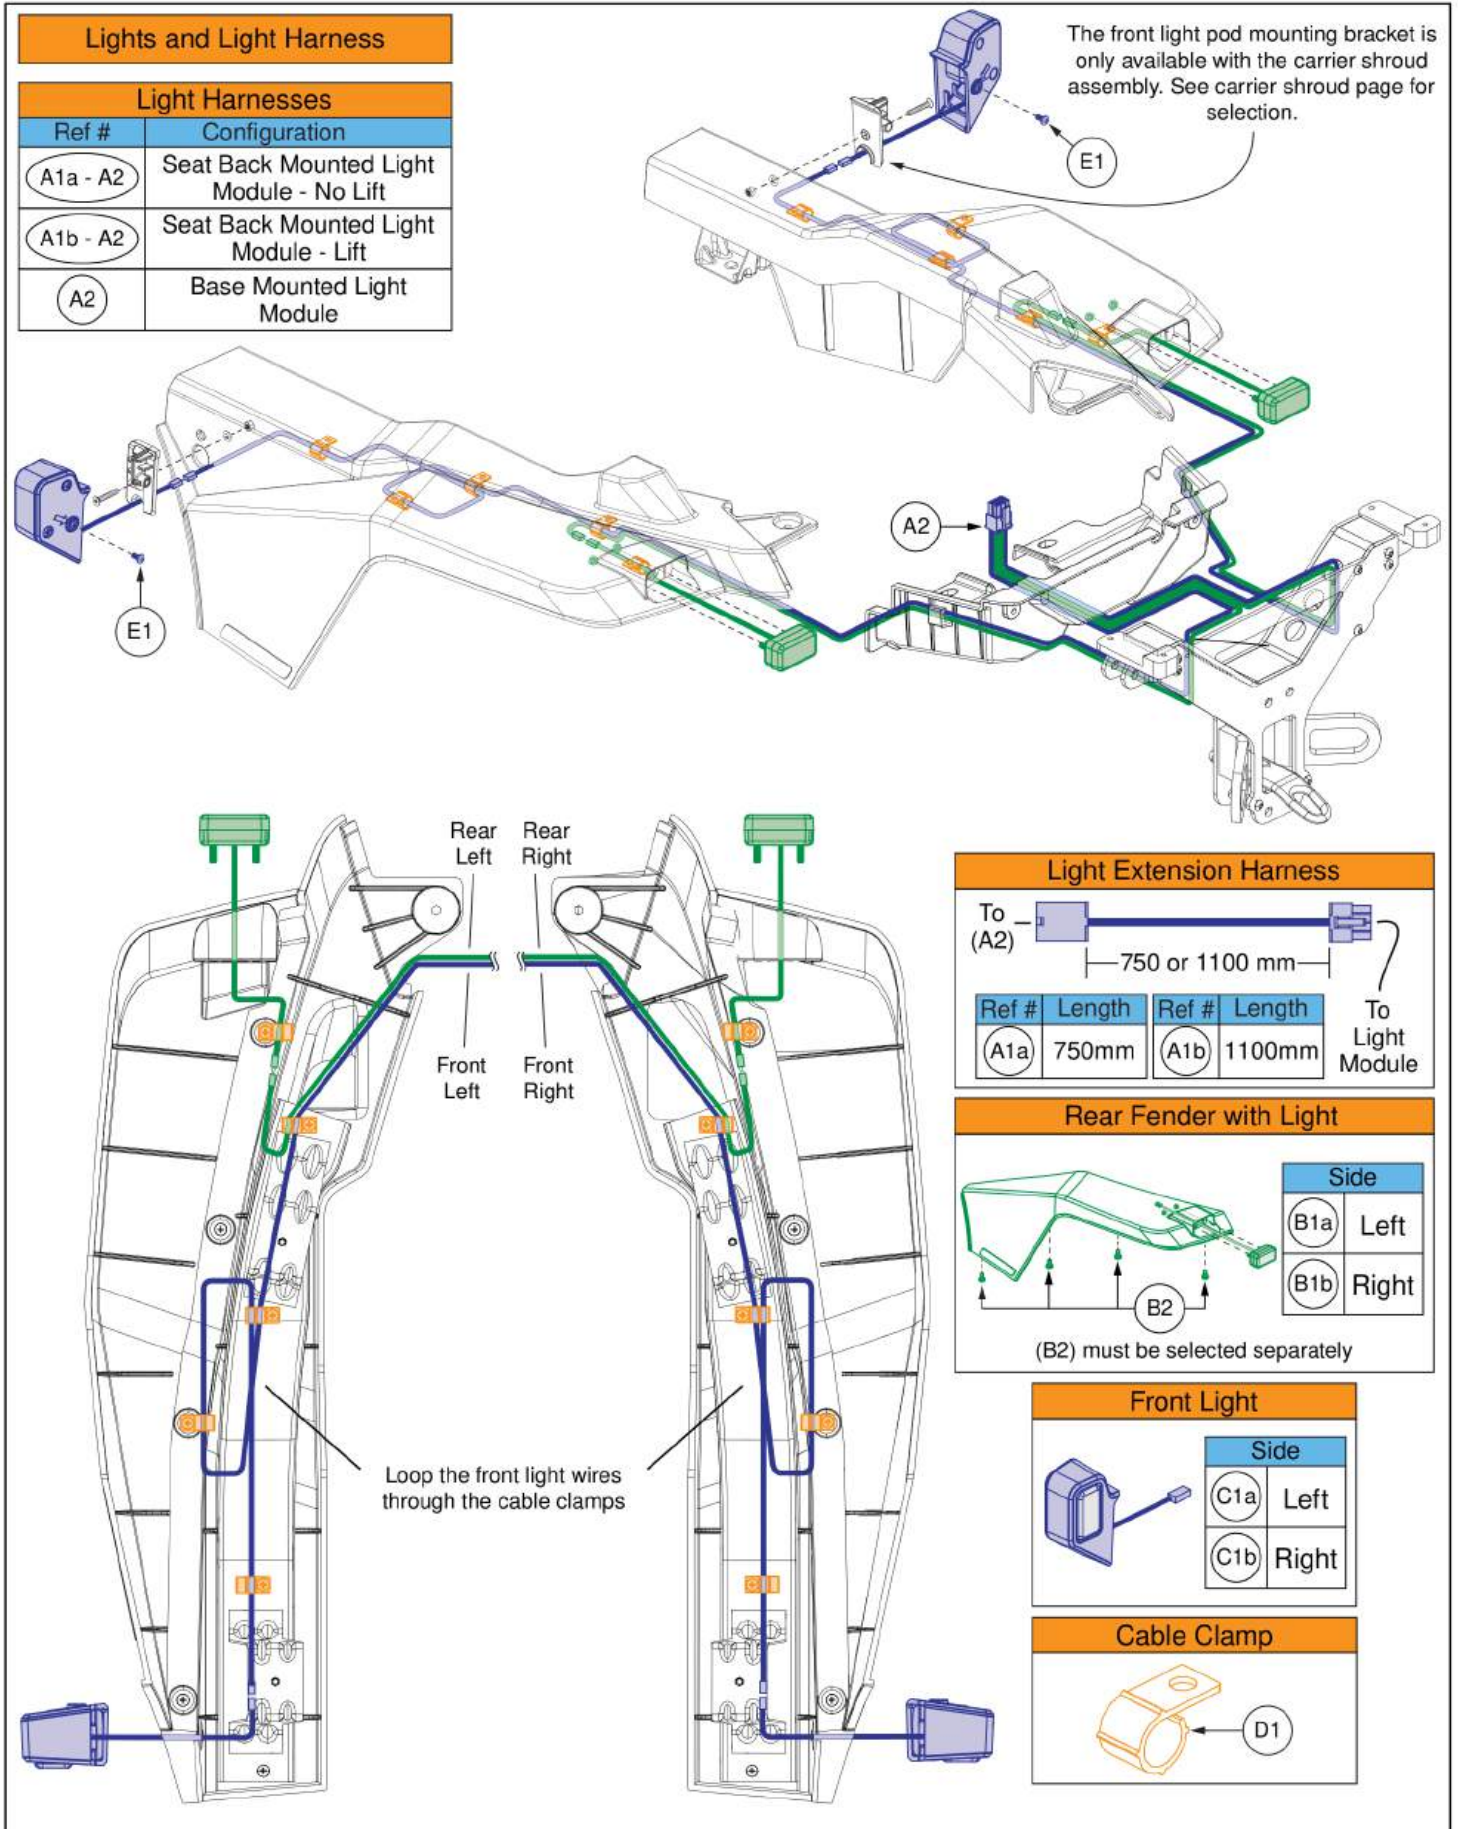 Lights and Light Harness
Light Harnesses
Ref # Configuration
A1a - A2 Seat Back Mounted Light
Module - No Lift
A1b - A2 Seat Back Mounted Light
Module - Lift
A2 Base Mounted Light
Module
The front light pod mounting bracket is
only available with the carrier shroud
assembly. See carrier shroud page for
selection.
E1
A2
E1
Rear
Left
Rear
Right
Front
Left
Front
Right
Loop the front light wires
through the cable clamps
Light Extension Harness
To
(A2)
750 or 1100 mm
To
Light
Module
Ref # Length
A1a 750mm
Ref # Length
A1b 1100mm
Rear Fender with Light
Side
B1a Left
B1b Right
B2
(B2) must be selected separately
Front Light
Side
C1a Left
C1b Right
Cable Clamp
D1